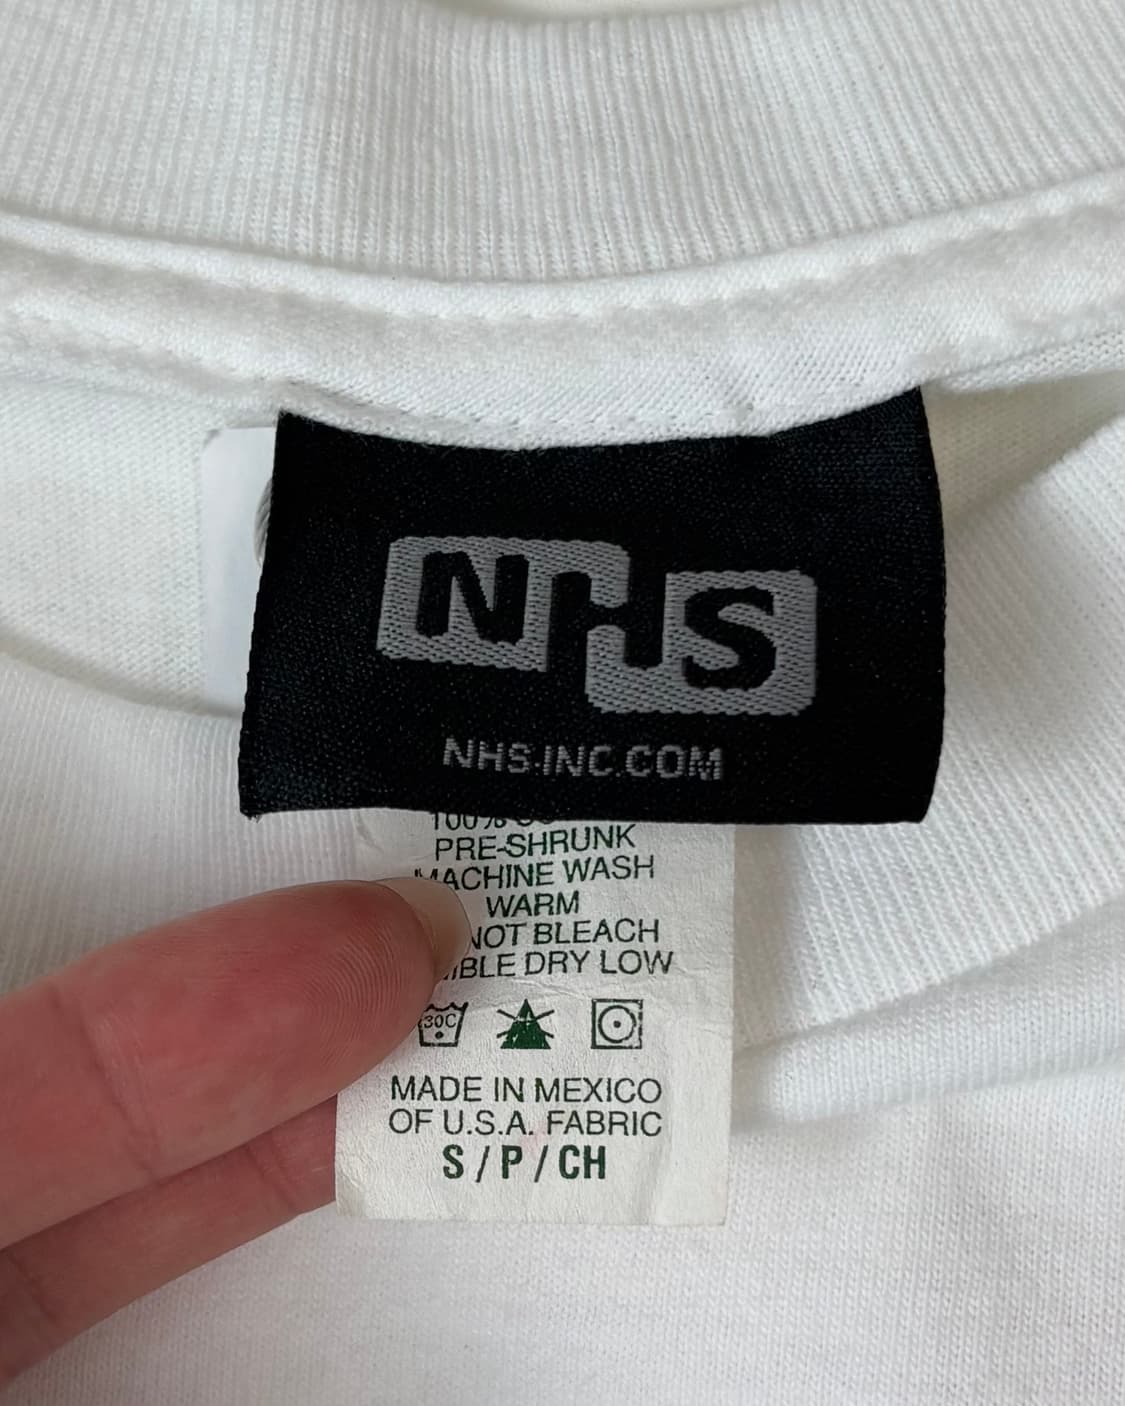 NHS
NHS-INC.COM
100%
PRE-SHRUNK
MACHINE WASH
WARM
NOT BLEACH
DRY LOW
30C
MADE IN MEXICO
OF U.S.A. FABRIC
S / P / CH